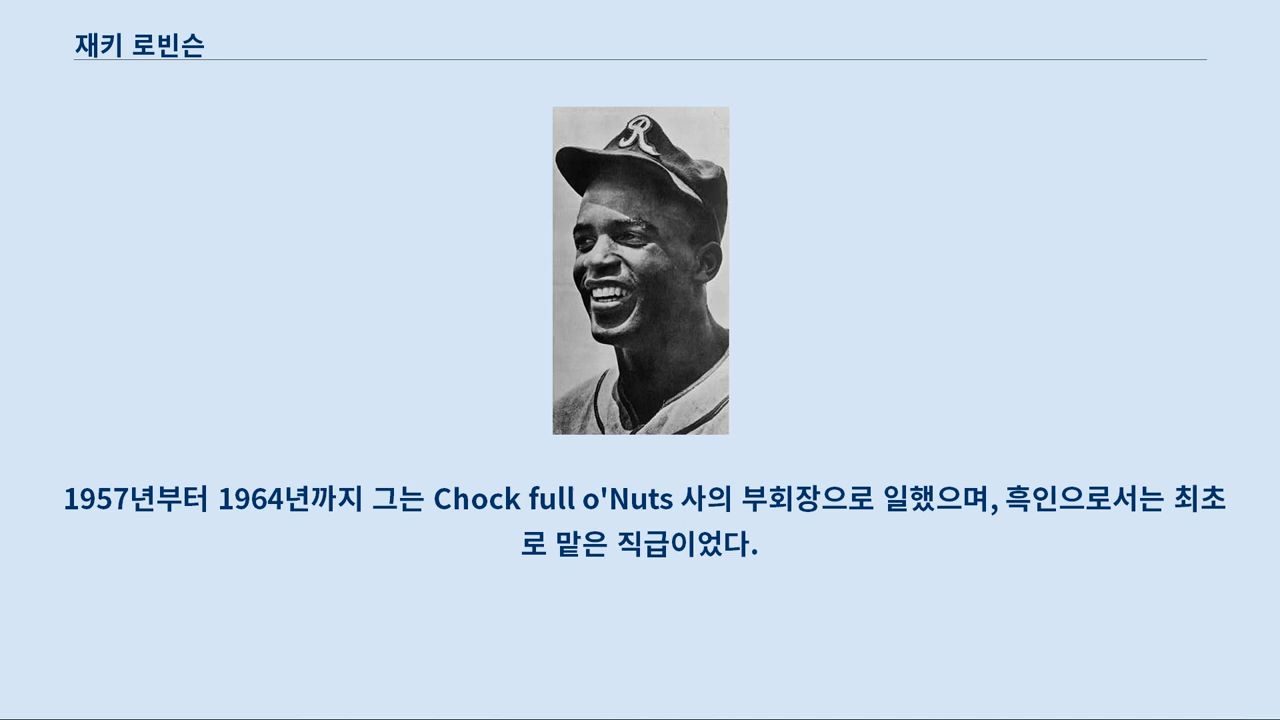 재키 로빈슨
R
1957년부터 1964년까지 그는 Chock full o'Nuts 사의 부회장으로 일했으며, 흑인으로서는 최초
로 맡은 직급이었다.